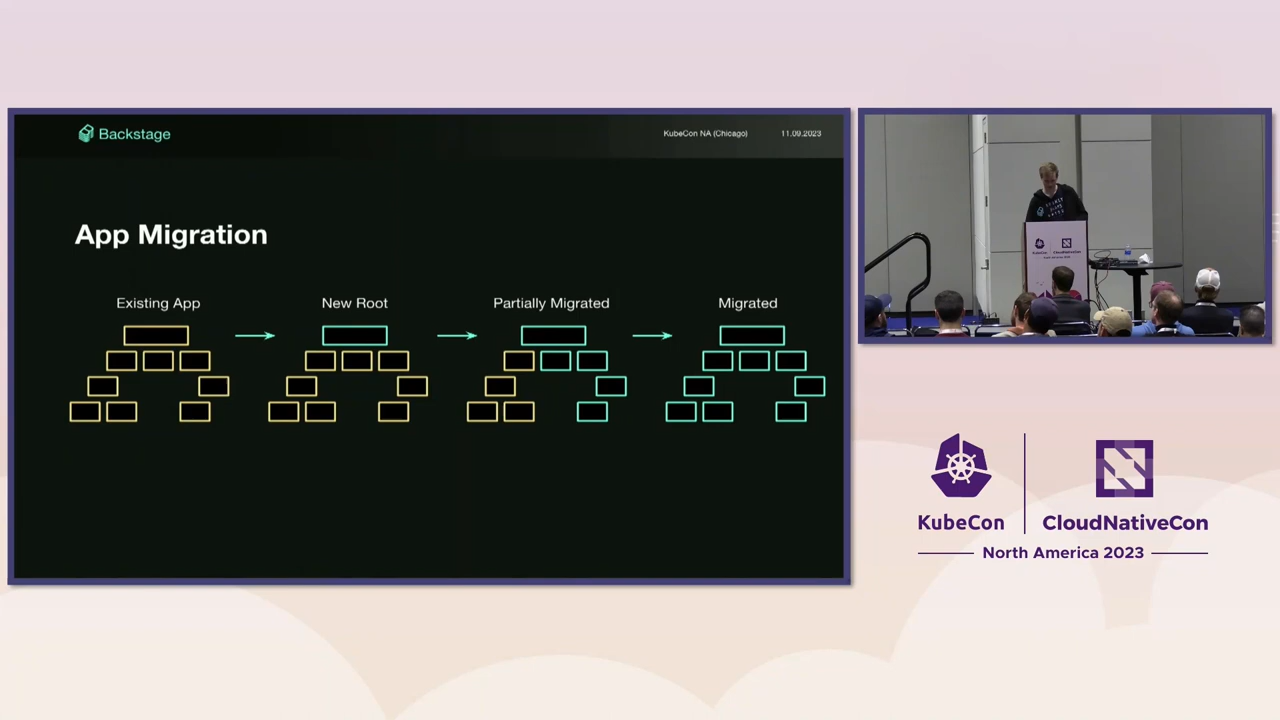 Backstage
KubeCon NA (Chicago)
11.09.2023
App Migration
Existing App
New Root
Partially Migrated
Migrated
KubeCon
CloudNativeCon
North America 2023